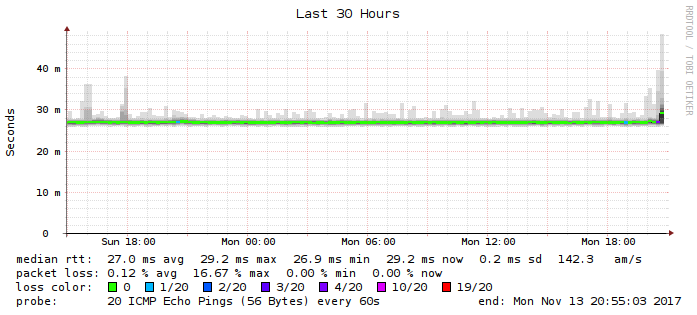 Last 30 Hours
RRDTOOL / TOBI OETIKER
Seconds
40 m
30 m
20 m
10 m
0
Sun 18:00 Mon 00:00 Mon 06:00 Mon 12:00 Mon 18:00
median rtt: 27.0 ms avg 29.2 ms max 26.9 ms min 29.2 ms now 0.2 ms sd 142.3 am/s
packet loss: 0.12 % avg 16.67 % max 0.00 % min 0.00 % now
loss color: 0 1/20 2/20 3/20 4/20 10/20 19/20
probe: 20 ICMP Echo Pings (56 Bytes) every 60s end: Mon Nov 13 20:55:03 2017